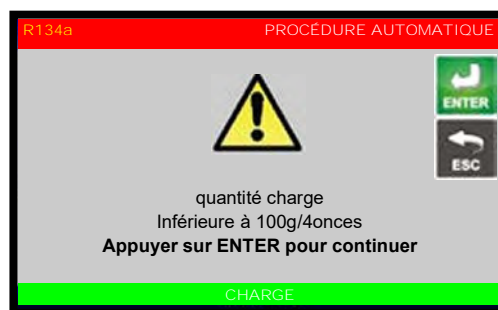 R134a PROCÉDURE AUTOMATIQUE
ENTER
ESC
quantité charge
Inférieure à 100g/4onces
Appuyer sur ENTER pour continuer
CHARGE